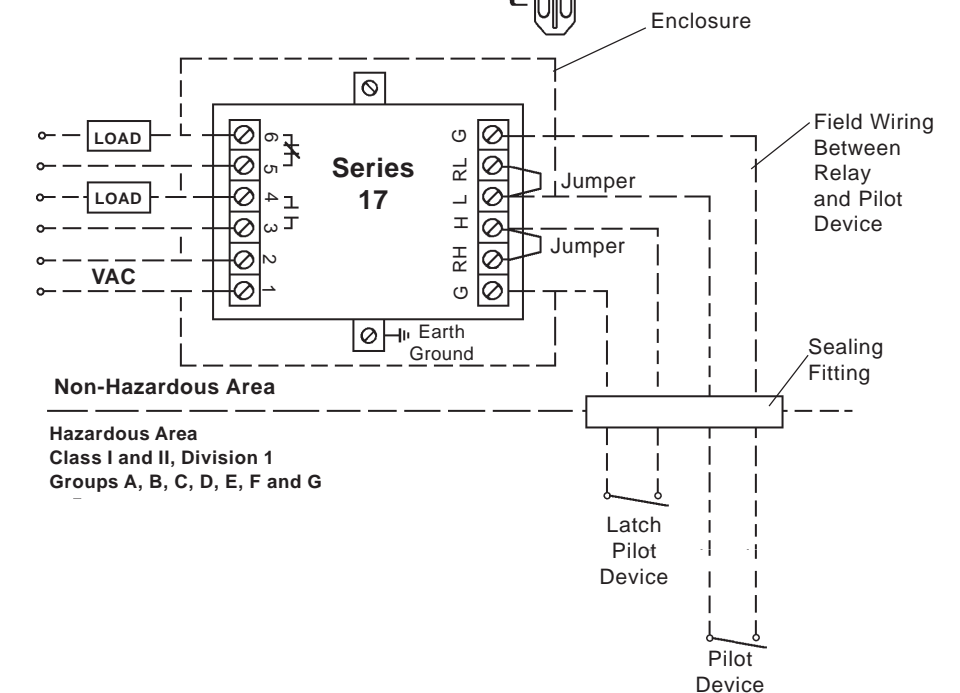 Enclosure
LOAD
LOAD
VAC
6
5
4
3
2
1
Series
17
G
RL
L
H
RH
G
Jumper
Jumper
Earth
Ground
Field Wiring
Between
Relay
and Pilot
Device
Sealing
Fitting
Non-Hazardous Area
Hazardous Area
Class I and II, Division 1
Groups A, B, C, D, E, F and G
Latch
Pilot
Device
Pilot
Device